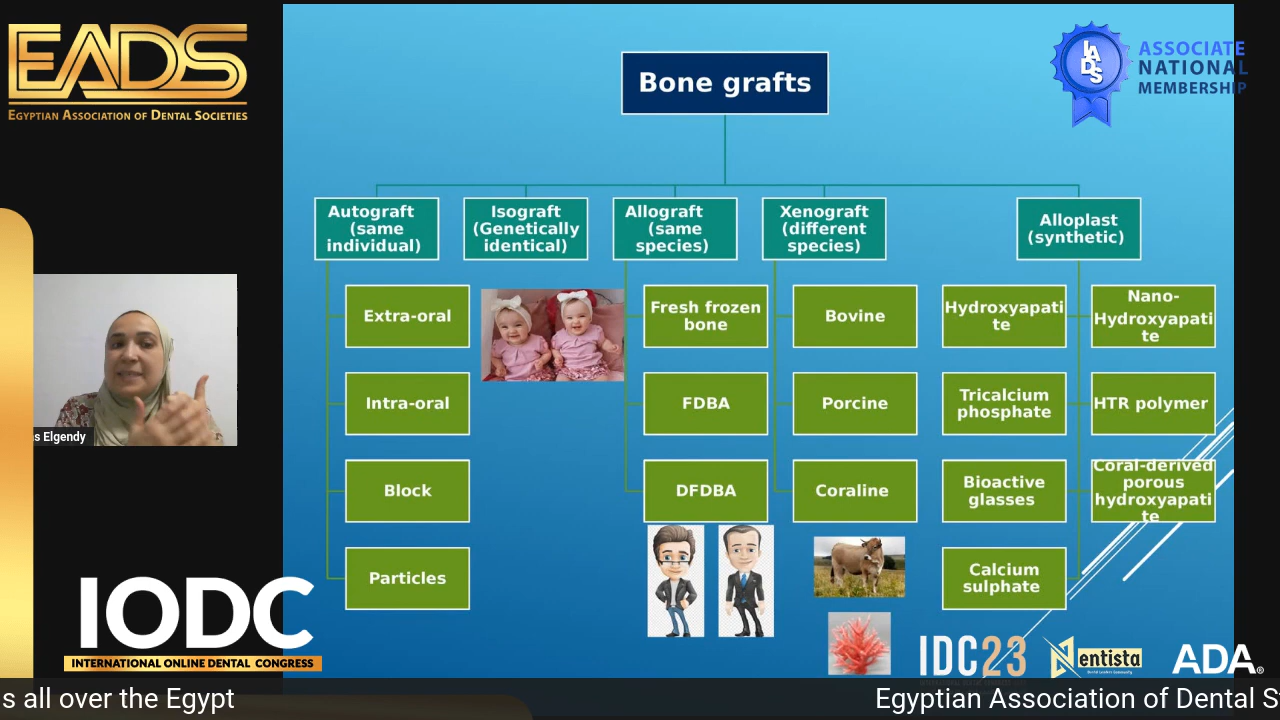 EADS
EGYPTIAN ASSOCIATION OF DENTAL SOCIETIES
IADS
ASSOCIATE
NATIONAL
MEMBERSHIP
Bone grafts
Autograft
(same
individual)
Isograft
(Genetically
identical)
Allograft
(same
species)
Xenograft
(different
species)
Alloplast
(synthetic)
Extra-oral
Intra-oral
Block
Particles
Fresh frozen
bone
FDBA
DFDBA
Bovine
Porcine
Coraline
Hydroxyapati
te
Tricalcium
phosphate
Bioactive
glasses
Calcium
sulphate
Nano-
Hydroxyapati
te
HTR polymer
Coral-derived
porous
hydroxyapati
te
as Elgendy
IODC
INTERNATIONAL ONLINE DENTAL CONGRESS
IDC23
Dentista
ADA.®
s all over the Egypt
Egyptian Association of Dental S